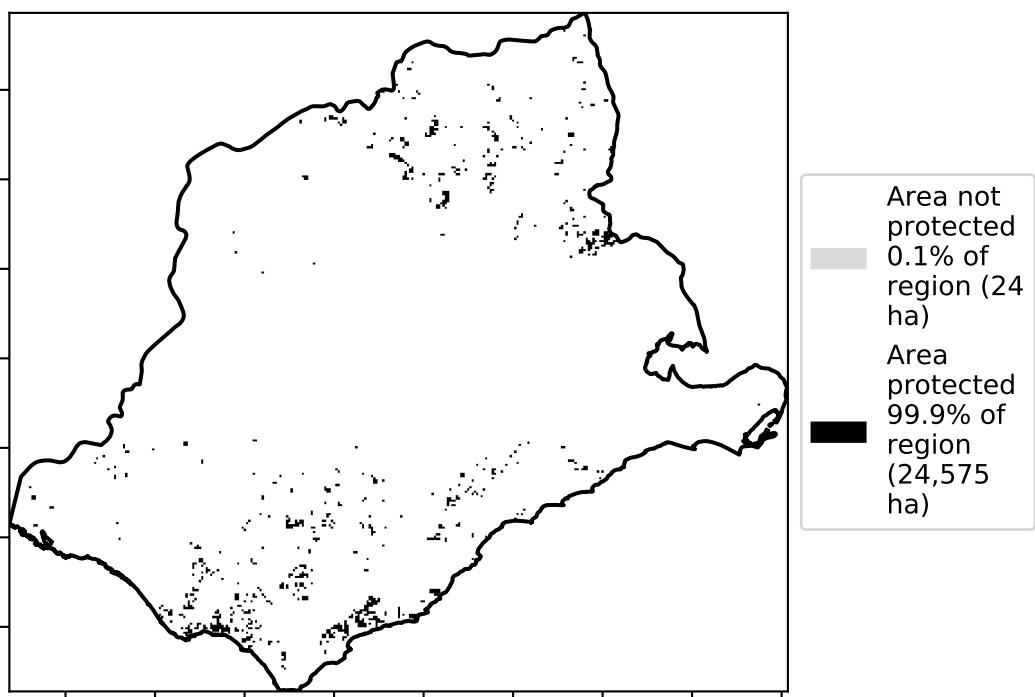 Area not
protected
0.1% of
region (24
ha)
Area
protected
99.9% of
region
(24,575
ha)